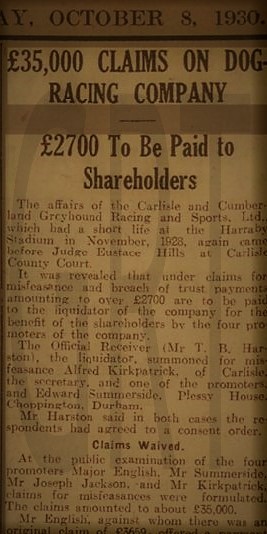 AY, OCTOBER 8, 1930.
£35,000 CLAIMS ON DOG-
RACING COMPANY
£2700 To Be Paid to
Shareholders
The affairs of the Carlisle and Cumber-
land Greyhound Racing and Sports, Ltd.,
which had a short life at the Harraby
Stadium in November, 1928, again came
before Judge Eustace Hills at Carlisle
County Court.
It was revealed that under claims for
misfeasance and breach of trust payments
amounting to over £2700 are to be paid
to the liquidator of the company for the
benefit of the shareholders by the four pro-
moters of the company.
The Official Receiver (Mr T. B. Har-
ston), the liquidator, summoned for mis-
feasance Alfred Kirkpatrick, of Carlisle,
the secretary, and one of the promoters,
and Edward Summerside, Plessy House,
Choppington, Durham.
Mr Harston said in both cases the re-
spondents had agreed to a consent order.
Claims Waived.
At the public examination of the four
promoters Major English, Mr Summerside,
Mr Joseph Jackson, and Mr Kirkpatrick,
claims for misfeasances were formulated.
The claims amounted to about £35,000.
Mr English, against whom there was an
original claim of £3659, offered a